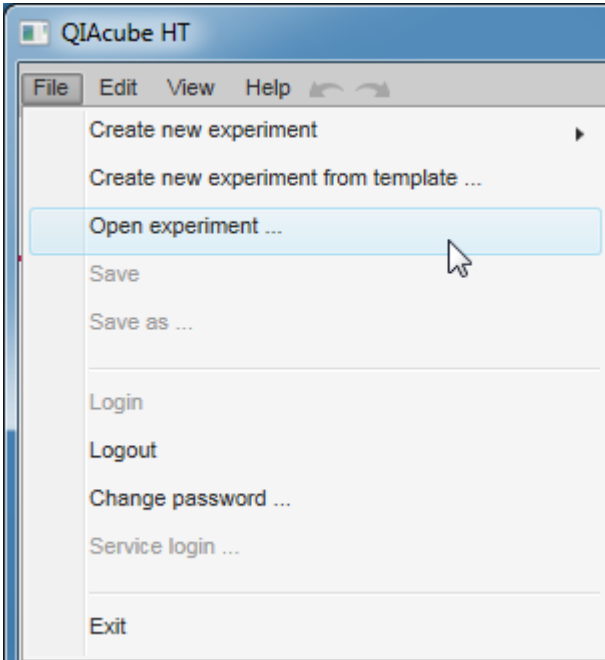 QIAcube HT
File Edit View Help
Create new experiment
Create new experiment from template ...
Open experiment ...
Save
Save as ...
Login
Logout
Change password ...
Service login ...
Exit